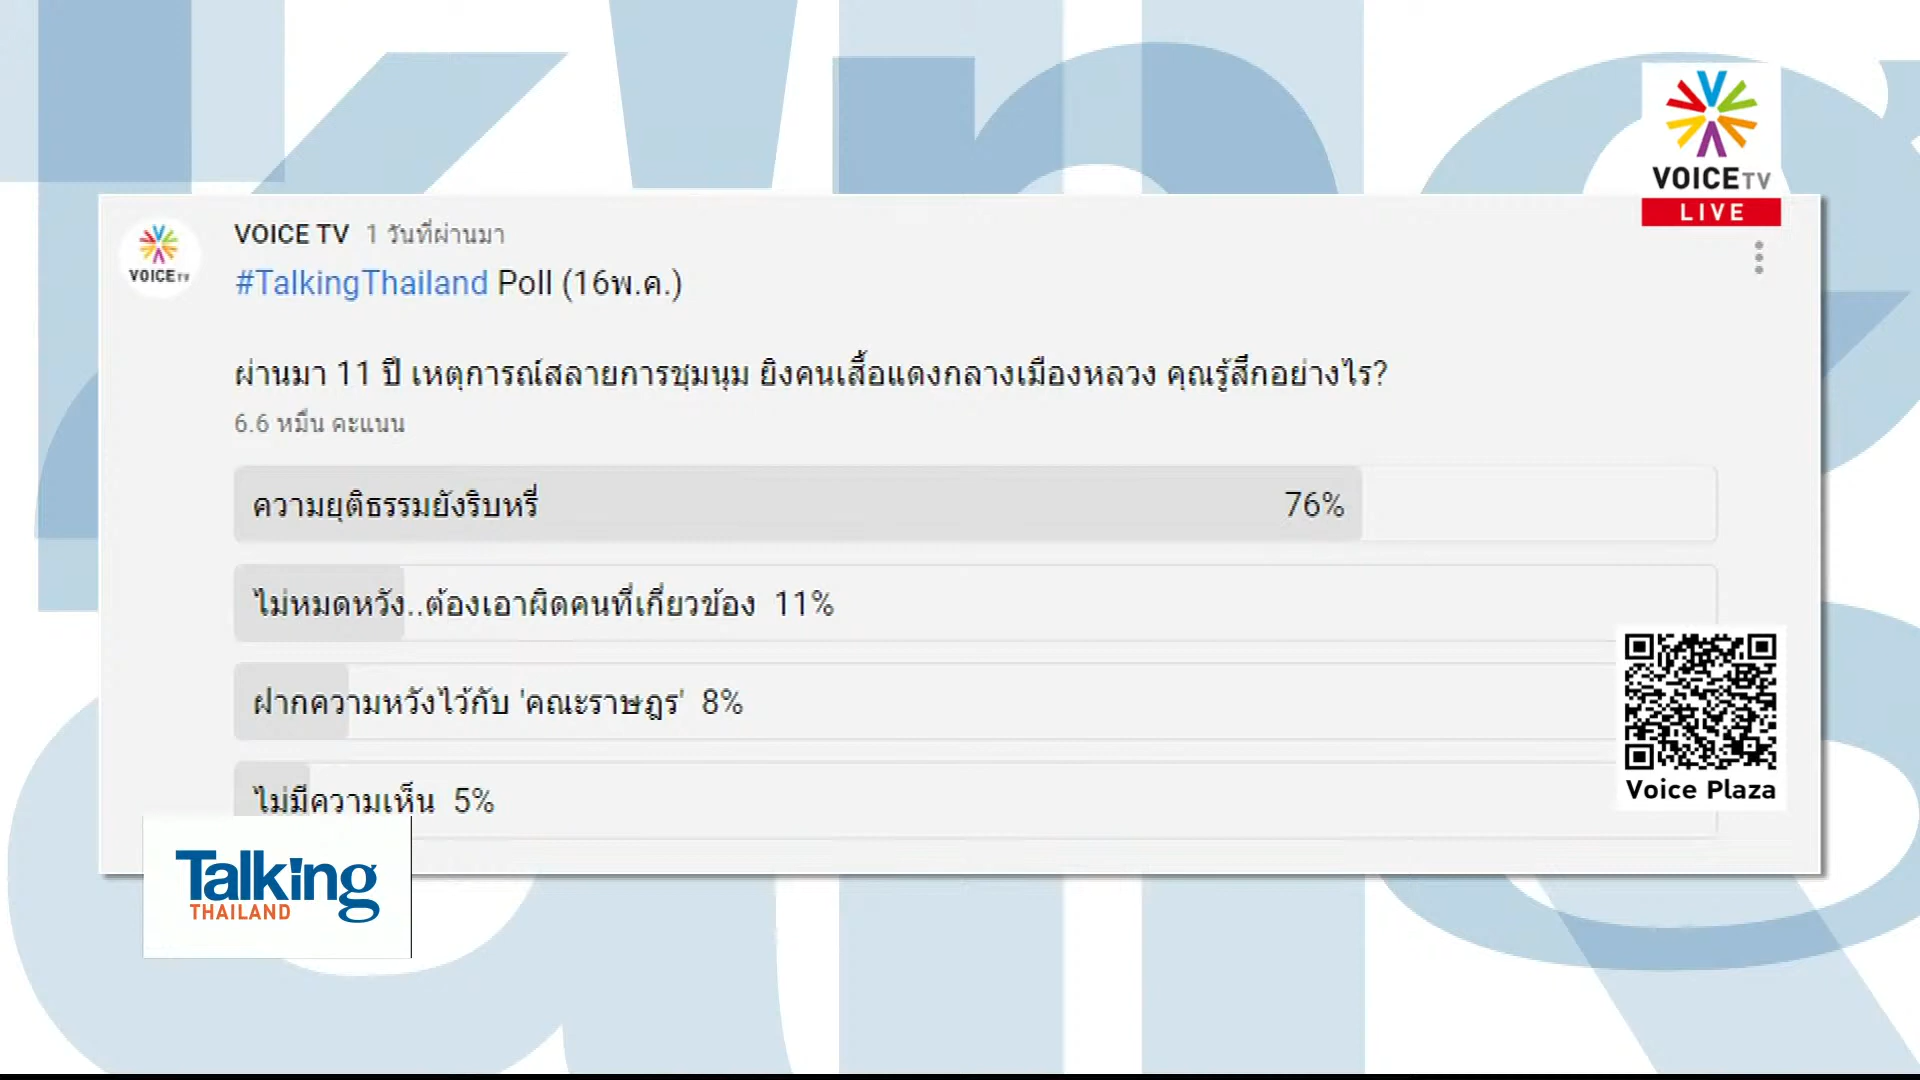 VOICE TV
LIVE
VOICE TV
VOICE TV 1 วันที่ผ่านมา
#TalkingThailand Poll (16พ.ค.)
ผ่านมา 11 ปี เหตุการณ์สลายการชุมนุม ยิงคนเสื้อแดงกลางเมืองหลวง คุณรู้สึกอย่างไร?
6.6 หมื่น คะแนน
ความยุติธรรมยังริบหรี่ 76%
ไม่หมดหวัง..ต้องเอาผิดคนที่เกี่ยวข้อง 11%
ฝากความหวังไว้กับ 'คณะราษฎร' 8%
ไม่มีความเห็น 5%
Voice Plaza
Talking
THAILAND